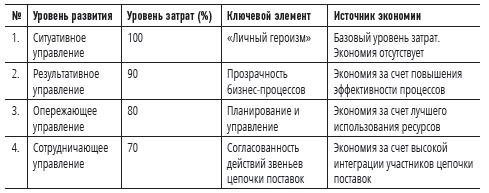 № Уровень развития Уровень затрат (%) Ключевой элемент Источник экономии
1. Ситуативное 100 «Личный героизм» Базовый уровень затрат.
управление Экономия отсутствует
2. Результативное 90 Прозрачность Экономия за счет повышения
управление бизнес-процессов эффективности процессов
3. Опережающее 80 Планирование и Экономия за счет лучшего
управление управление использования ресурсов
4. Сотрудничающее 70 Согласованность Экономия за счет высокой
управление действий звеньев интеграции участников цепочки
цепочки поставок поставок